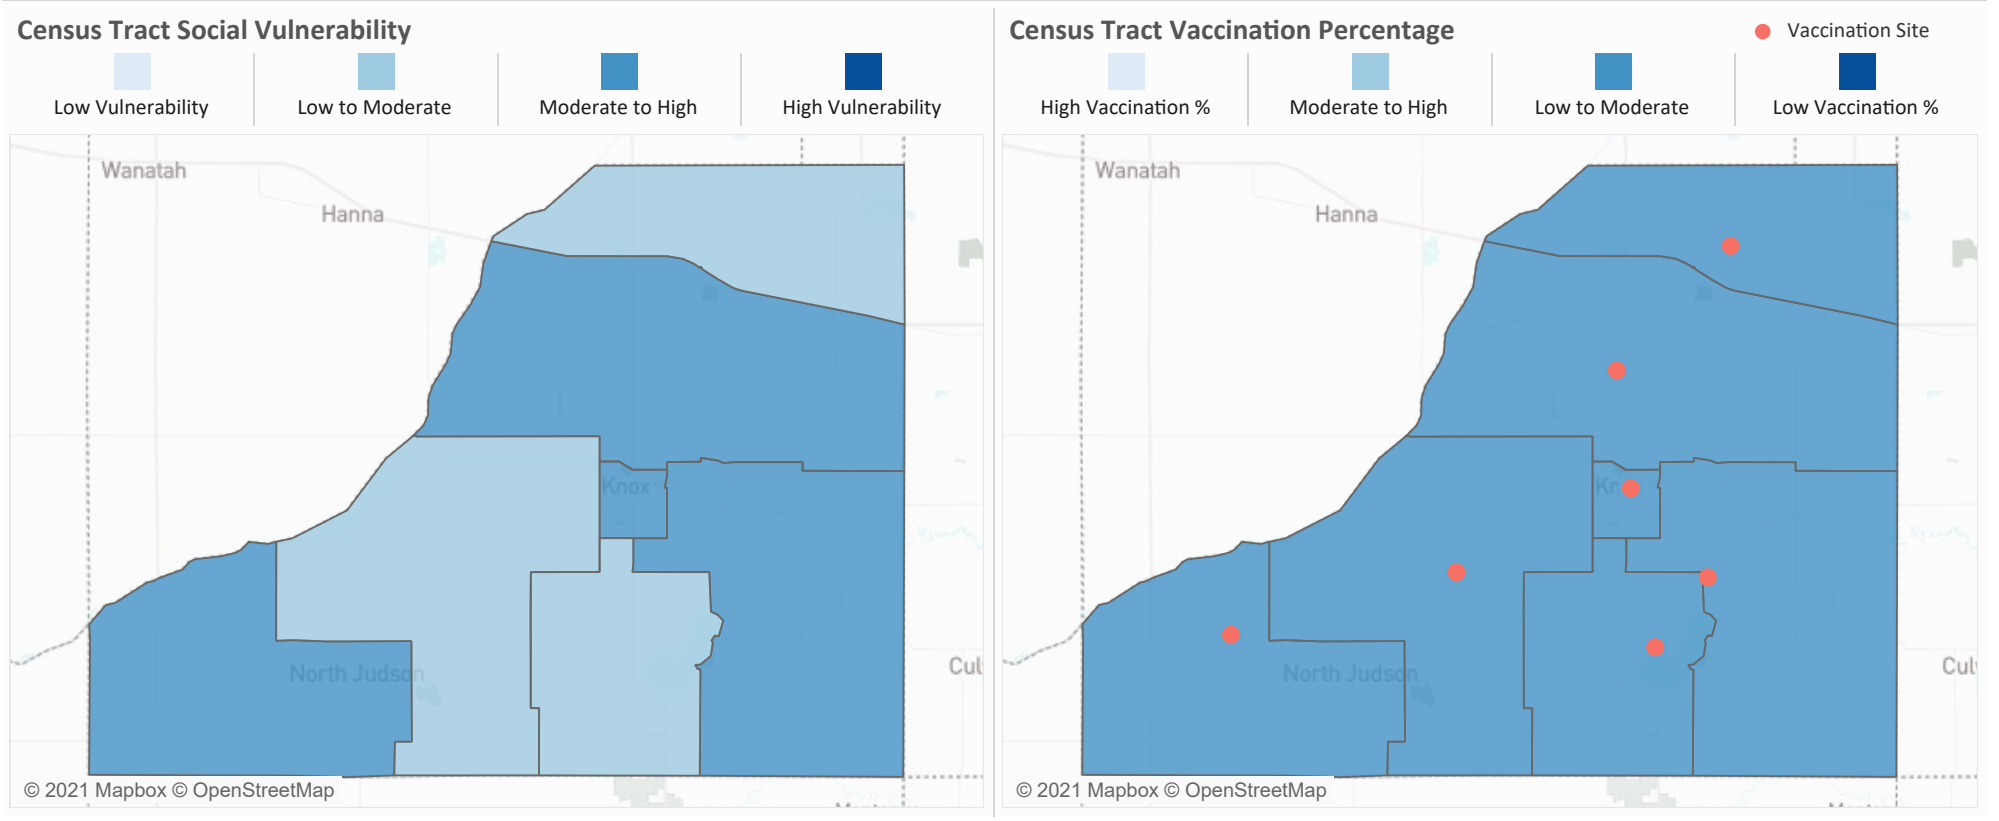 Census Tract Social Vulnerability
Low Vulnerability
Low to Moderate
Moderate to High
High Vulnerability
Wanatah
Hanna
Knox
North Judson
Cul
© 2021 Mapbox © OpenStreetMap
Census Tract Vaccination Percentage
Vaccination Site
High Vaccination %
Moderate to High
Low to Moderate
Low Vaccination %
Wanatah
Hanna
Kn
North Judson
Cul
© 2021 Mapbox © OpenStreetMap